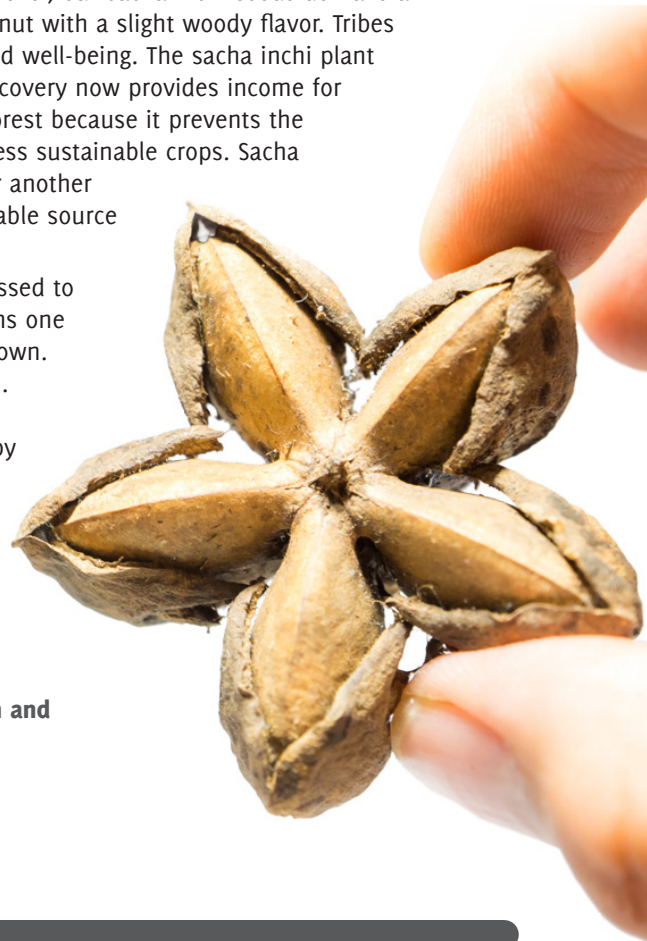 nut with a slight woody flavor. Tribes
d well-being. The sacha inchi plant
covery now provides income for
rest because it prevents the
ess sustainable crops. Sacha
another
able source
ssed to
ns one
own.
.
by
and